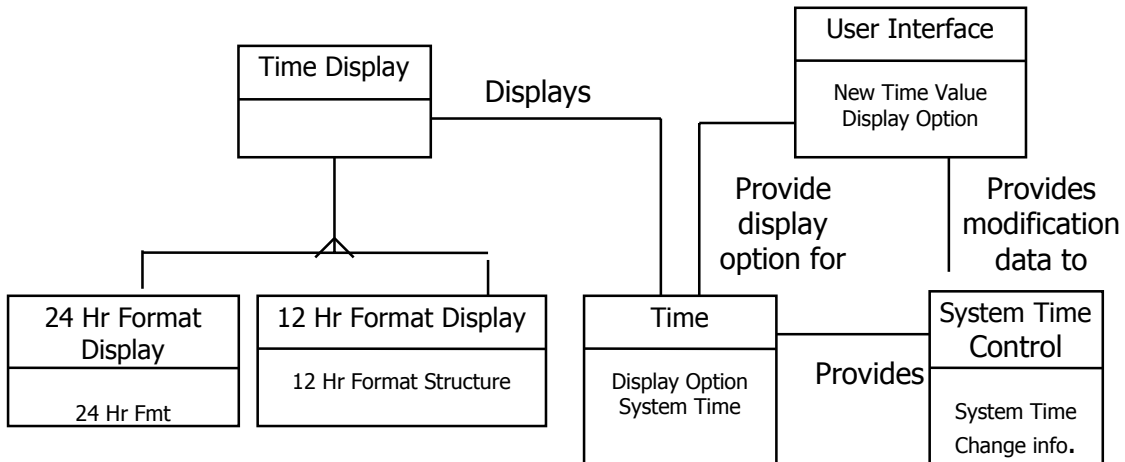 User Interface
New Time Value
Display Option
Time Display
Displays
Provide
display
option for
Provides
modification
data to
24 Hr Format
Display
24 Hr Fmt
12 Hr Format Display
12 Hr Format Structure
Time
Display Option
System Time
Provides
System Time
Control
System Time
Change info.